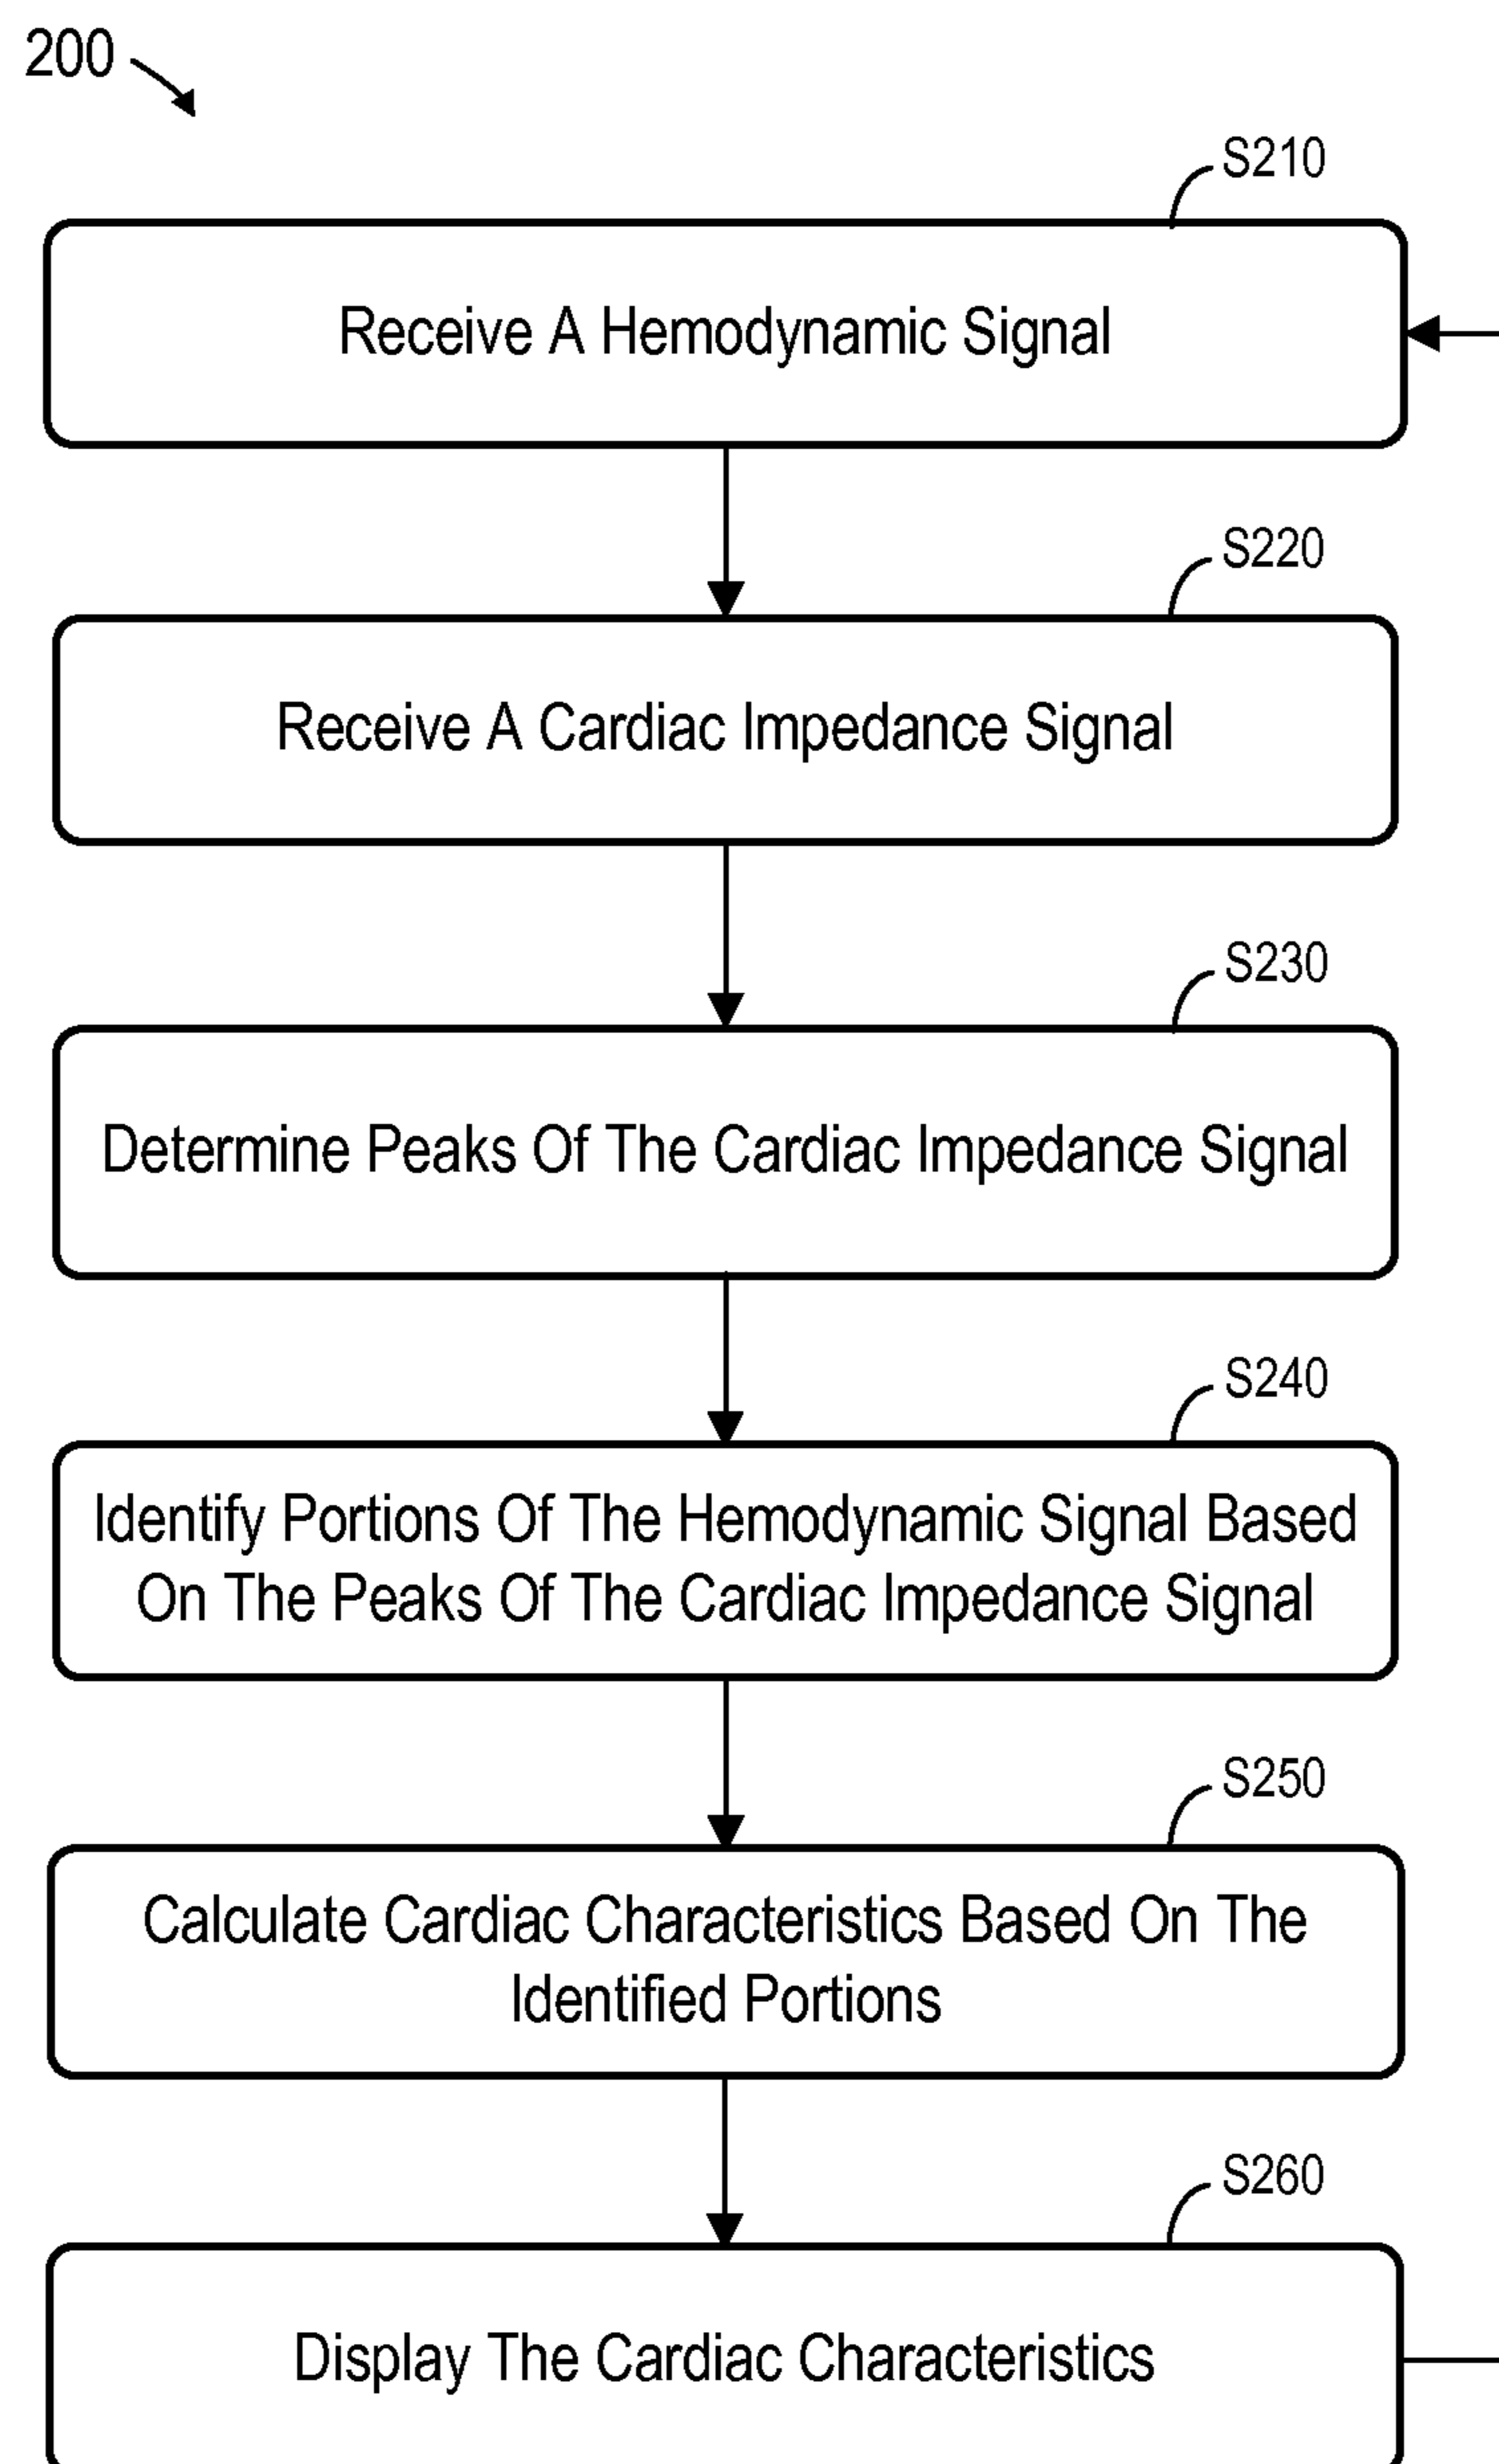 200
S210
Receive A Hemodynamic Signal
S220
Receive A Cardiac Impedance Signal
S230
Determine Peaks Of The Cardiac Impedance Signal
S240
Identify Portions Of The Hemodynamic Signal Based
On The Peaks Of The Cardiac Impedance Signal
S250
Calculate Cardiac Characteristics Based On The
Identified Portions
S260
Display The Cardiac Characteristics